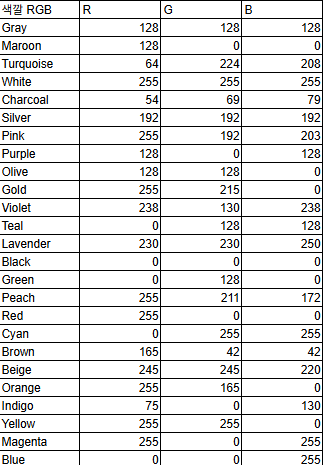 색깔 RGB R G B
Gray 128 128 128
Maroon 128 0 0
Turquoise 64 224 208
White 255 255 255
Charcoal 54 69 79
Silver 192 192 192
Pink 255 192 203
Purple 128 0 128
Olive 128 128 0
Gold 255 215 0
Violet 238 130 238
Teal 0 128 128
Lavender 230 230 250
Black 0 0 0
Green 0 128 0
Peach 255 211 172
Red 255 0 0
Cyan 0 255 255
Brown 165 42 42
Beige 245 245 220
Orange 255 165 0
Indigo 75 0 130
Yellow 255 255 0
Magenta 255 0 255
Blue 0 0 255